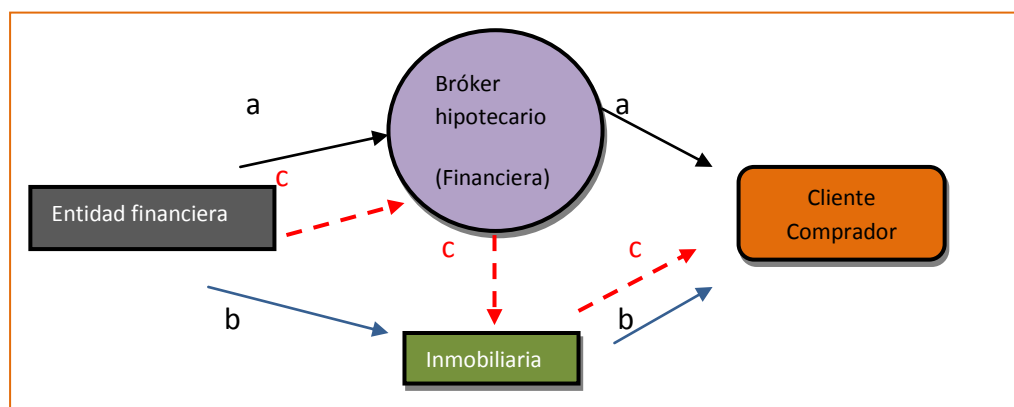 Bróker
hipotecario
(Financiera)
a
a
c
Entidad financiera
Cliente
Comprador
c
c
b
b
Inmobiliaria